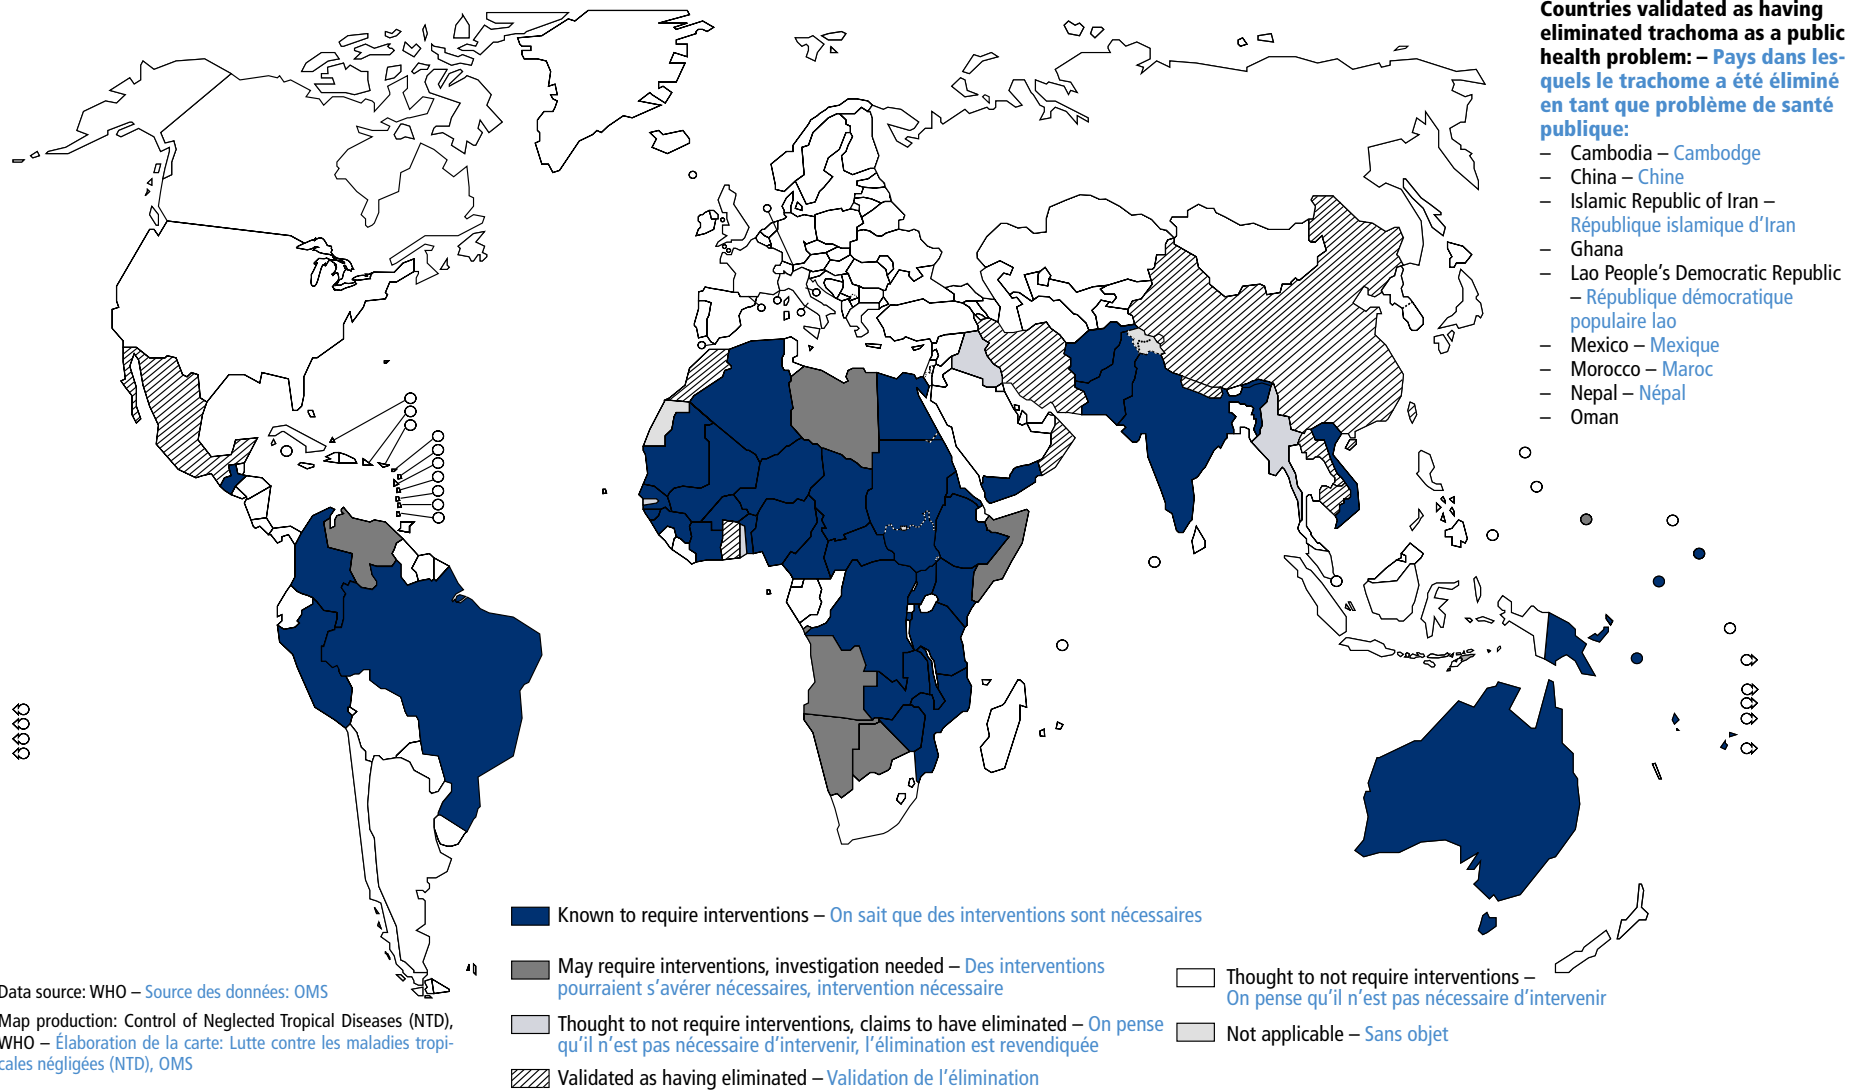 Countries validated as having
eliminated trachoma as a public
health problem: – Pays dans les-
quels le trachome a été éliminé
en tant que problème de santé
publique:
– Cambodia – Cambodge
– China – Chine
– Islamic Republic of Iran –
République islamique d’Iran
– Ghana
– Lao People’s Democratic Republic
– République démocratique
populaire lao
– Mexico – Mexique
– Morocco – Maroc
– Nepal – Népal
– Oman
Known to require interventions – On sait que des interventions sont nécessaires
May require interventions, investigation needed – Des interventions
pourraient s’avérer nécessaires, intervention nécessaire
Thought to not require interventions, claims to have eliminated – On pense
qu’il n’est pas nécessaire d’intervenir, l’élimination est revendiquée
Validated as having eliminated – Validation de l’élimination
Thought to not require interventions –
On pense qu’il n’est pas nécessaire d’intervenir
Not applicable – Sans objet
Data source: WHO – Source des données: OMS
Map production: Control of Neglected Tropical Diseases (NTD),
WHO – Élaboration de la carte: Lutte contre les maladies tropi-
cales négligées (NTD), OMS